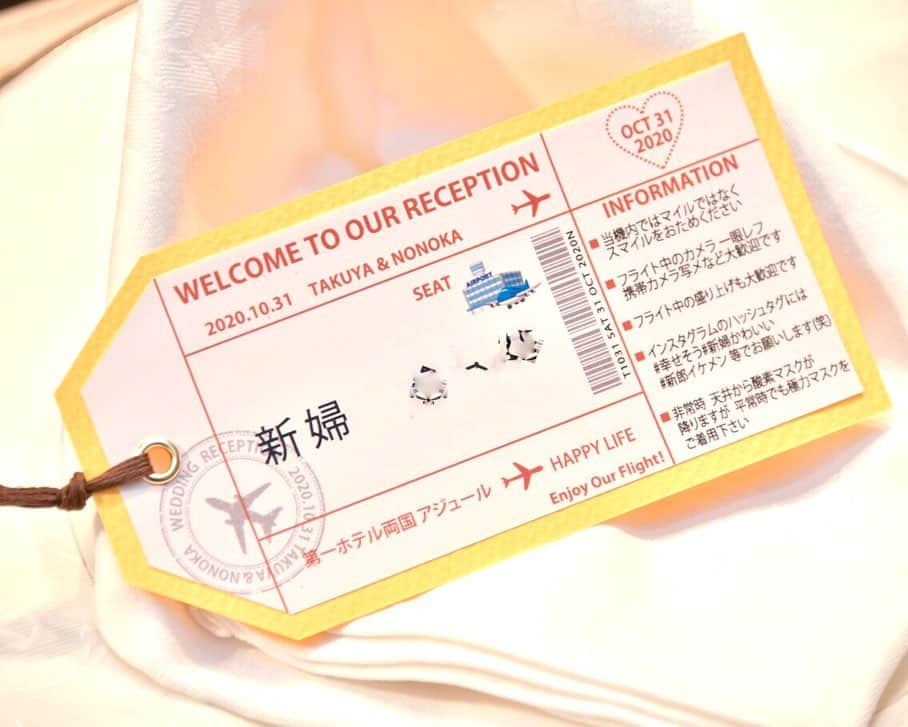 WELCOME TO OUR RECEPTION
2020.10.31 TAKUYA & NONOKA
SEAT
AIRPORT
新婦
T1031 SAT 31 OCT 2020N
第一ホテル両国 アジュール
HAPPY LIFE
Enjoy Our Flight!
WEDDING RECEPTION 2020.10.31 TAKUYA&NONOKA
OCT 31
2020
INFORMATION
■ 当機内ではマイルではなく
スマイルをおためください
■ フライト中のカメラ一眼レフ
携帯カメラ写メなど大歓迎です
■ フライト中の盛り上げも大歓迎です
■ インスタグラムのハッシュタグには
#幸せそう#新婦かわいい
#新郎イケメン 等でお願いします(笑)
■ 非常時 天井から酸素マスクが
降りますが 平常時でも極力マスクを
ご着用下さい